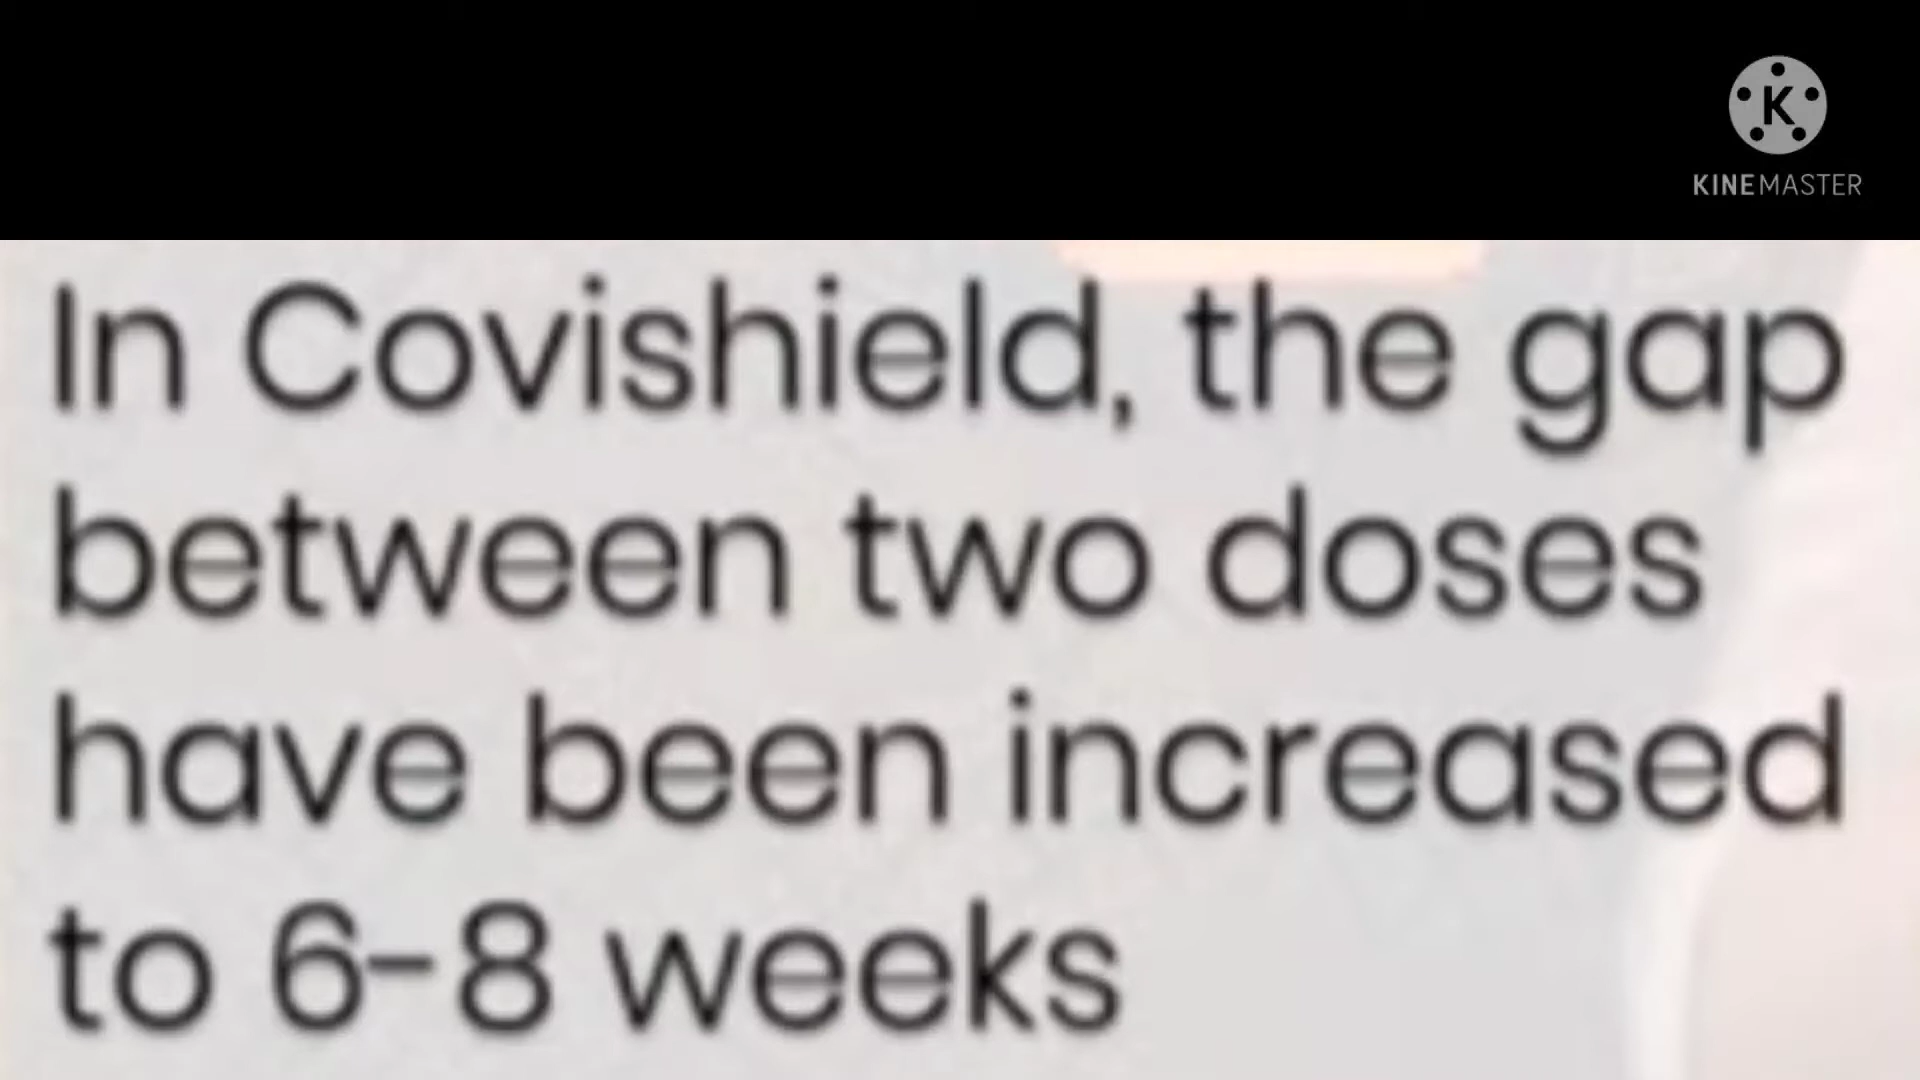 K
KINEMASTER
In Covishield, the gap
between two doses
have been increased
to 6-8 weeks